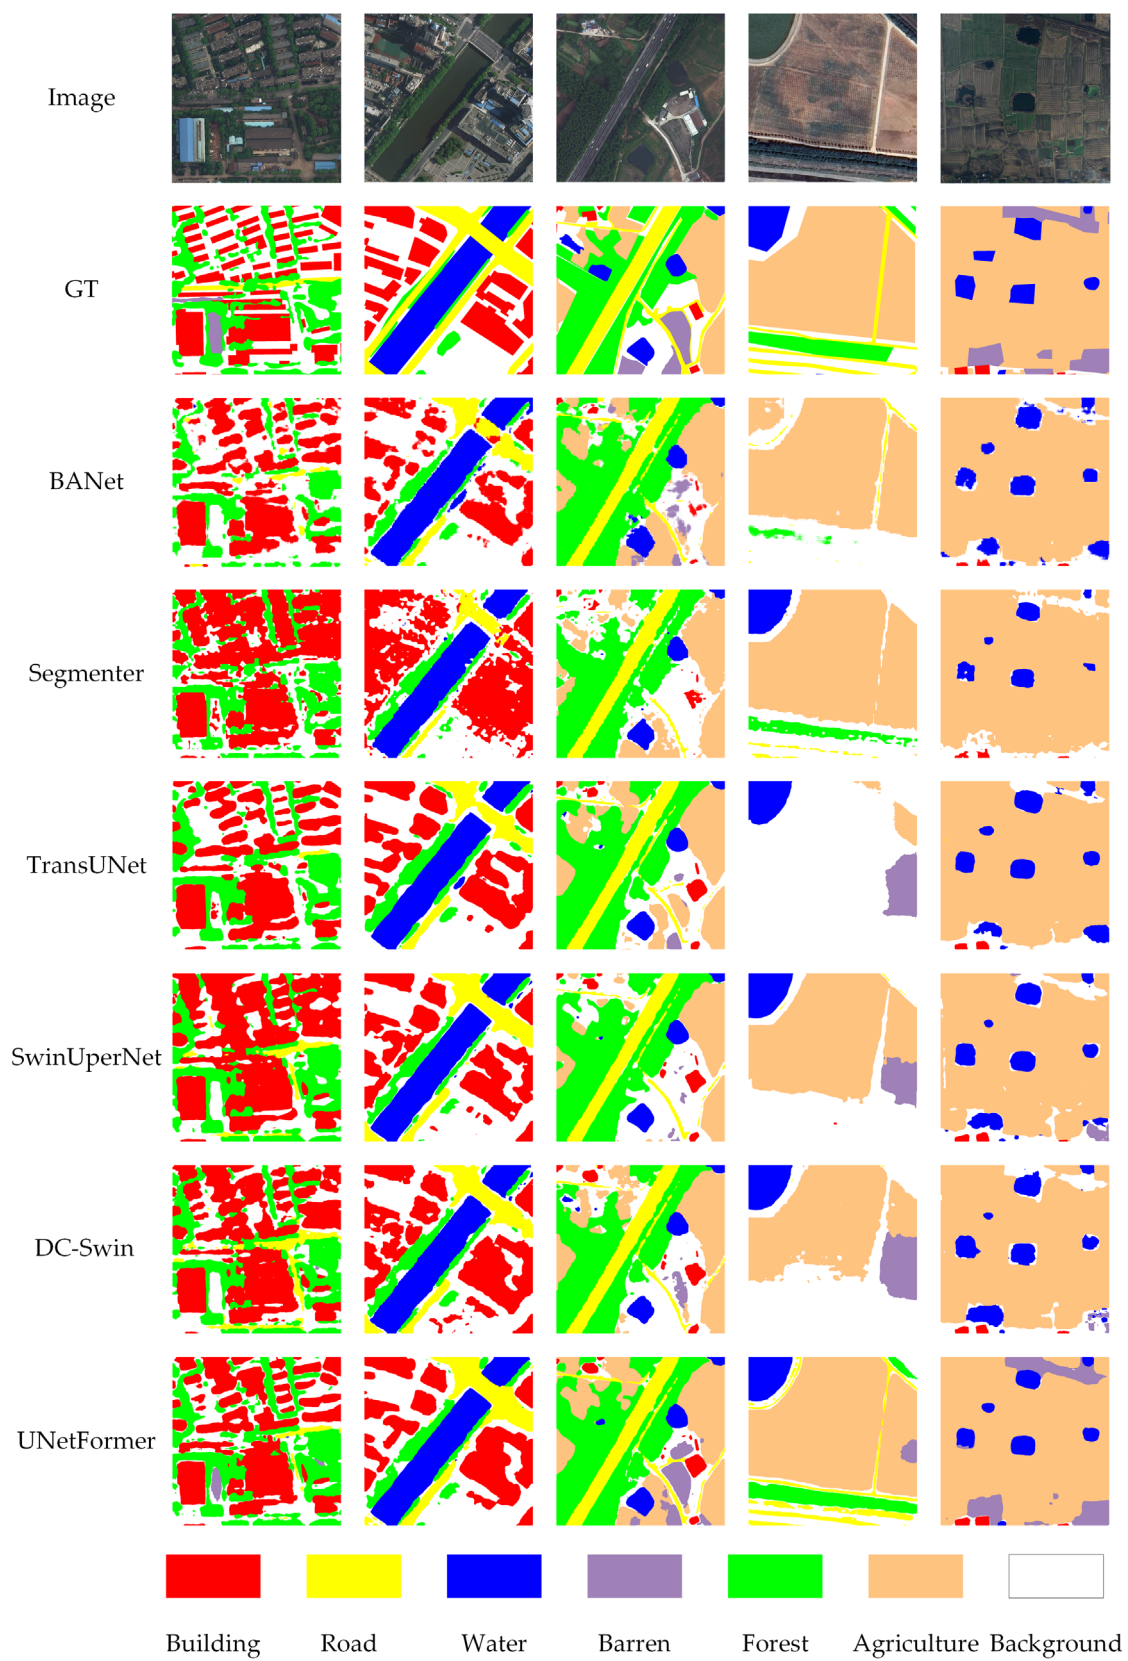 Image
GT
BANet
Segmenter
TransUNet
SwinUperNet
DC-Swin
UNetFormer
Building Road Water Barren Forest Agriculture Background